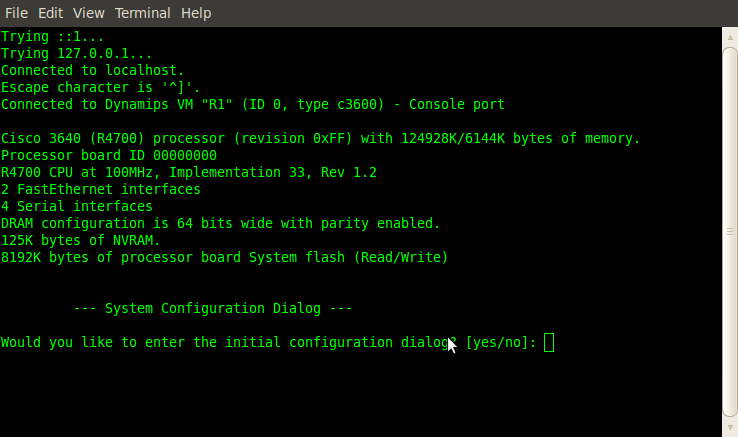 File Edit View Terminal Help
Trying ::1...
Trying 127.0.0.1...
Connected to localhost.
Escape character is '^]'.
Connected to Dynamips VM "R1" (ID 0, type c3600) - Console port
Cisco 3640 (R4700) processor (revision 0xFF) with 124928K/6144K bytes of memory.
Processor board ID 00000000
R4700 CPU at 100MHz, Implementation 33, Rev 1.2
2 FastEthernet interfaces
4 Serial interfaces
DRAM configuration is 64 bits wide with parity enabled.
125K bytes of NVRAM.
8192K bytes of processor board System flash (Read/Write)
--- System Configuration Dialog ---
Would you like to enter the initial configuration dialog? [yes/no]: